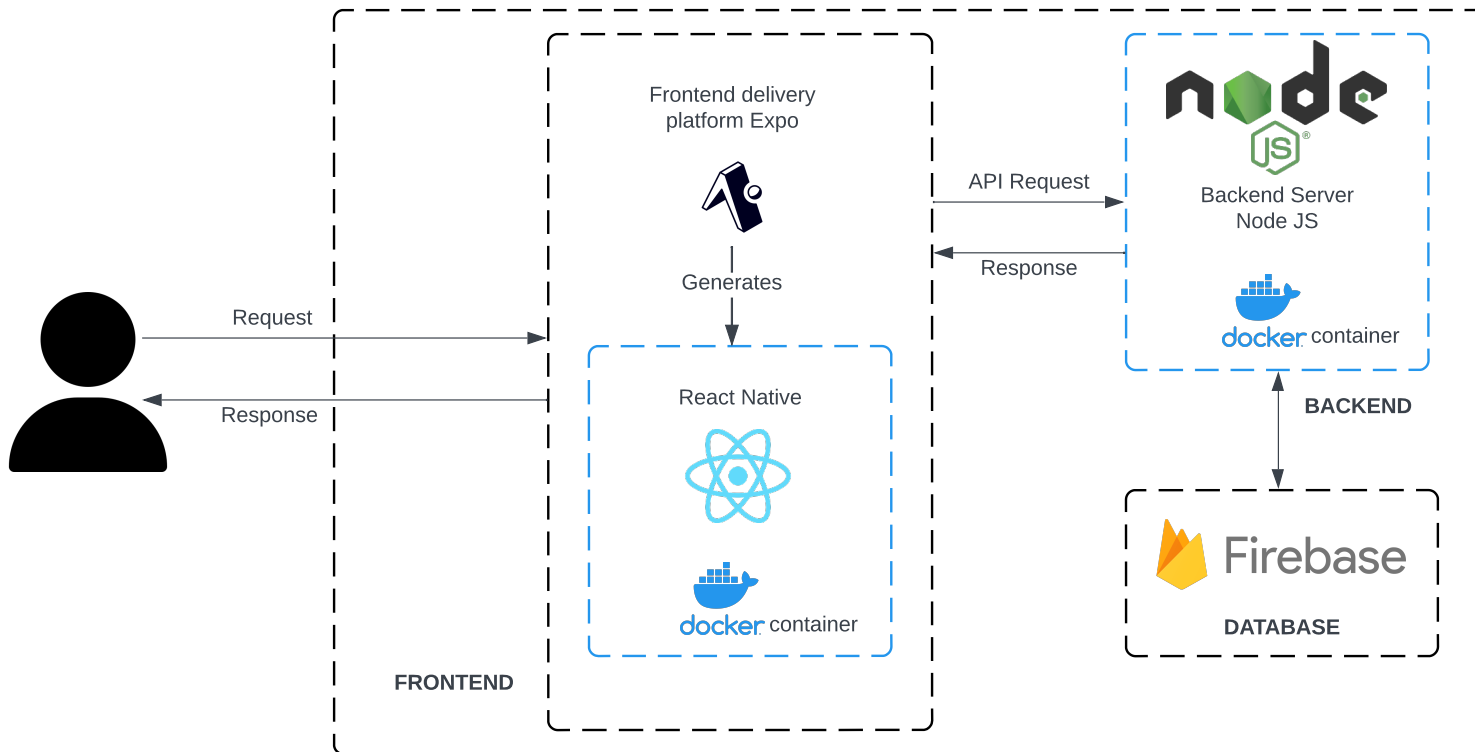 Frontend delivery
platform Expo
Generates
React Native
docker container
FRONTEND
Request
Response
API Request
Response
node
JS ®
Backend Server
Node JS
docker container
BACKEND
Firebase
DATABASE